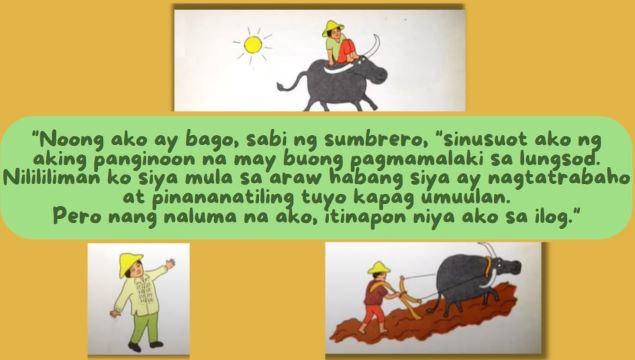 "Noong ako ay bago, sabi ng sumbrero, "sinusuot ako ng
aking panginoon na may buong pagmamalaki sa lungsod.
Nilililiman ko siya mula sa araw habang siya ay nagtatrabaho
at pinananatiling tuyo kapag umuulan.
Pero nang naluma na ako, itinapon niya ako sa ilog."